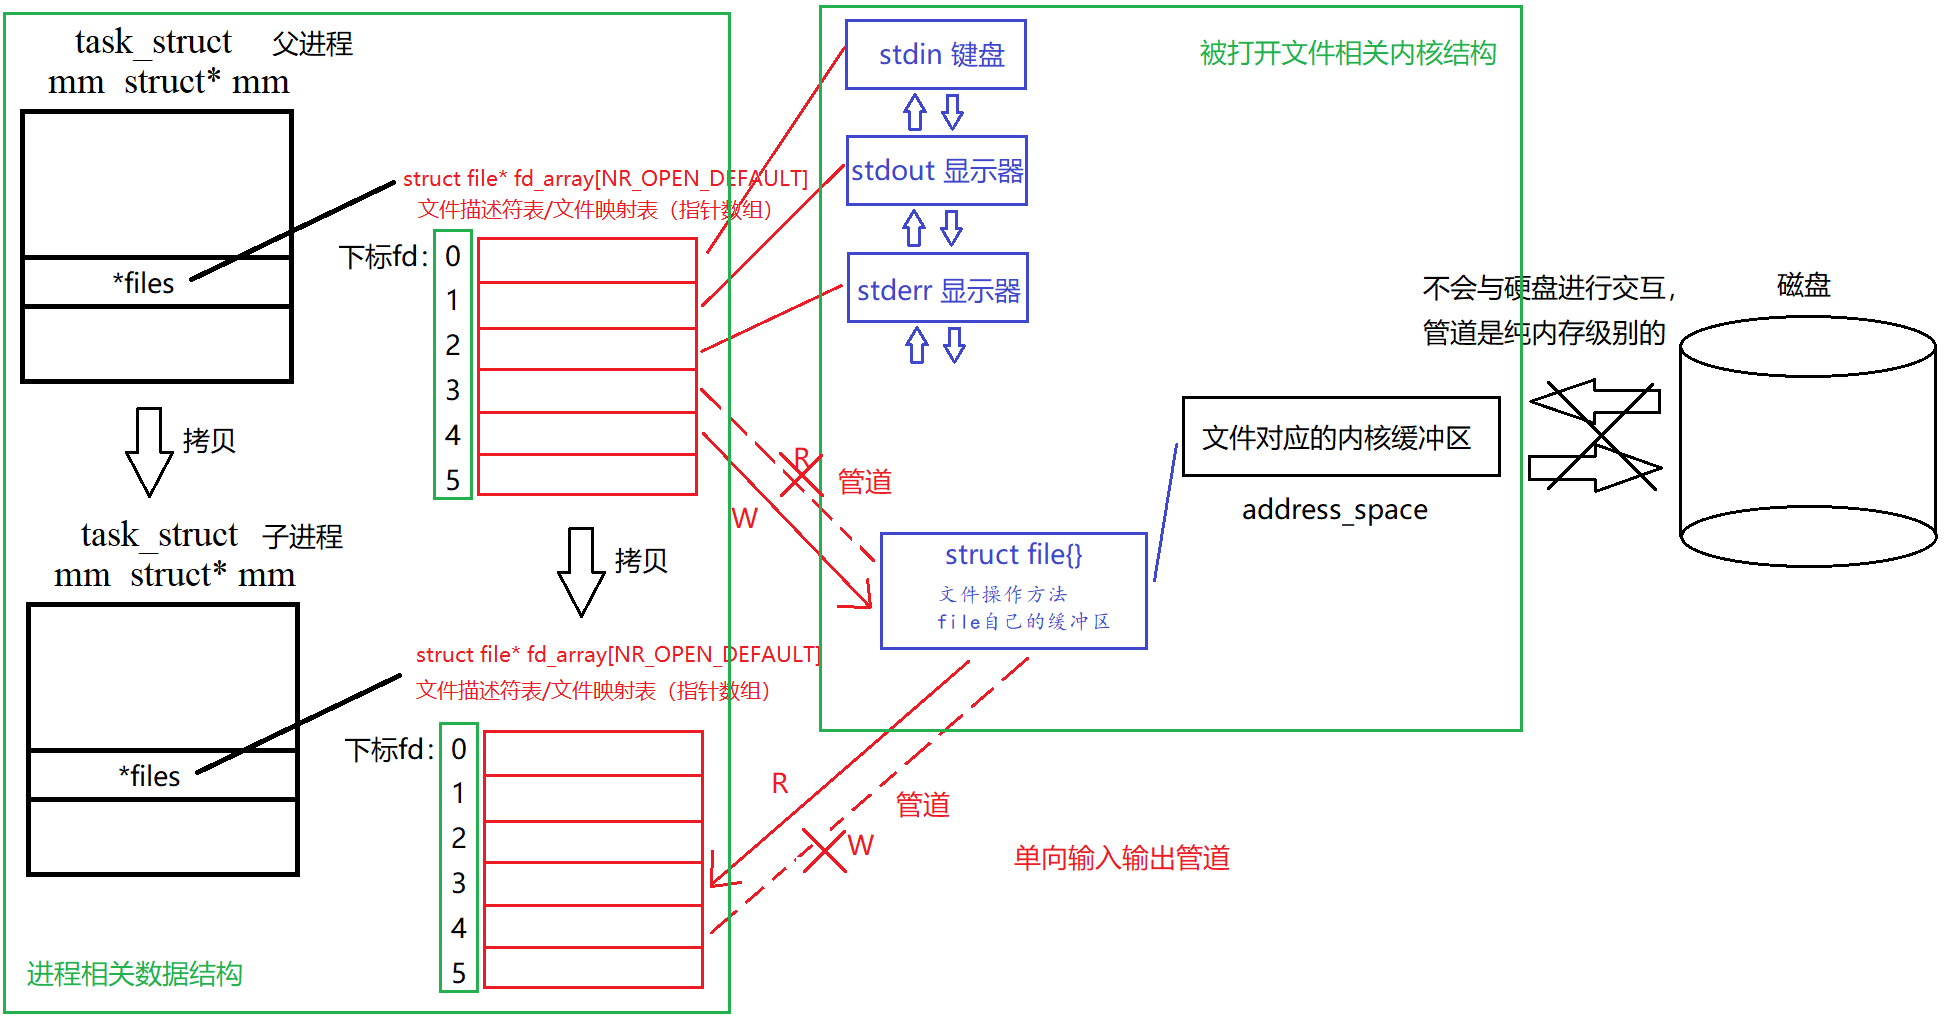 task_struct 父进程
mm_struct* mm
*files
拷贝
struct file* fd_array[NR_OPEN_DEFAULT]
文件描述符表/文件映射表（指针数组）
下标fd：
0
1
2
3
4
5
拷贝
task_struct 子进程
mm_struct* mm
*files
struct file* fd_array[NR_OPEN_DEFAULT]
文件描述符表/文件映射表（指针数组）
下标fd：
0
1
2
3
4
5
进程相关数据结构
stdin 键盘
stdout 显示器
stderr 显示器
被打开文件相关内核结构
R
管道
W
struct file{}
文件操作方法
file自己的缓冲区
文件对应的内核缓冲区
address_space
不会与硬盘进行交互，
管道是纯内存级别的
磁盘
R
管道
W
单向输入输出管道